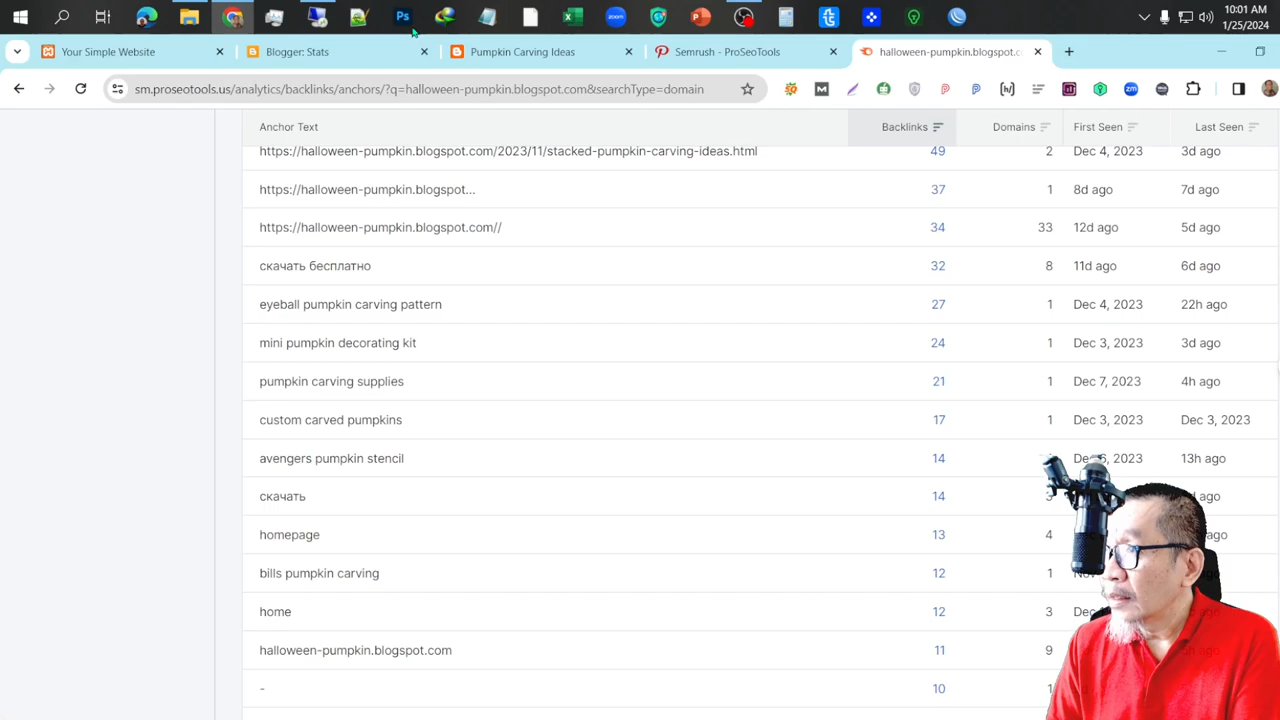 10:01 AM
1/25/2024
Your Simple Website
Blogger: Stats
Pumpkin Carving Ideas
Semrush - ProSeoTools
halloween-pumpkin.blogspot.c
sm.proseotools.us/analytics/backlinks/anchors/?q=halloween-pumpkin.blogspot.com&searchType=domain
Anchor Text Backlinks Domains First Seen Last Seen
https://halloween-pumpkin.blogspot.com/2023/11/stacked-pumpkin-carving-ideas.html 49 2 Dec 4, 2023 3d ago
https://halloween-pumpkin.blogspot... 37 1 8d ago 7d ago
https://halloween-pumpkin.blogspot.com// 34 33 12d ago 5d ago
скачать бесплатно 32 8 11d ago 6d ago
eyeball pumpkin carving pattern 27 1 Dec 4, 2023 22h ago
mini pumpkin decorating kit 24 1 Dec 3, 2023 3d ago
pumpkin carving supplies 21 1 Dec 7, 2023 4h ago
custom carved pumpkins 17 1 Dec 3, 2023 Dec 3, 2023
avengers pumpkin stencil 14 2023 13h ago
скачать 14 3 ago
homepage 13 4 ago
bills pumpkin carving 12 1
home 12 3
halloween-pumpkin.blogspot.com 11 9
- 10 1